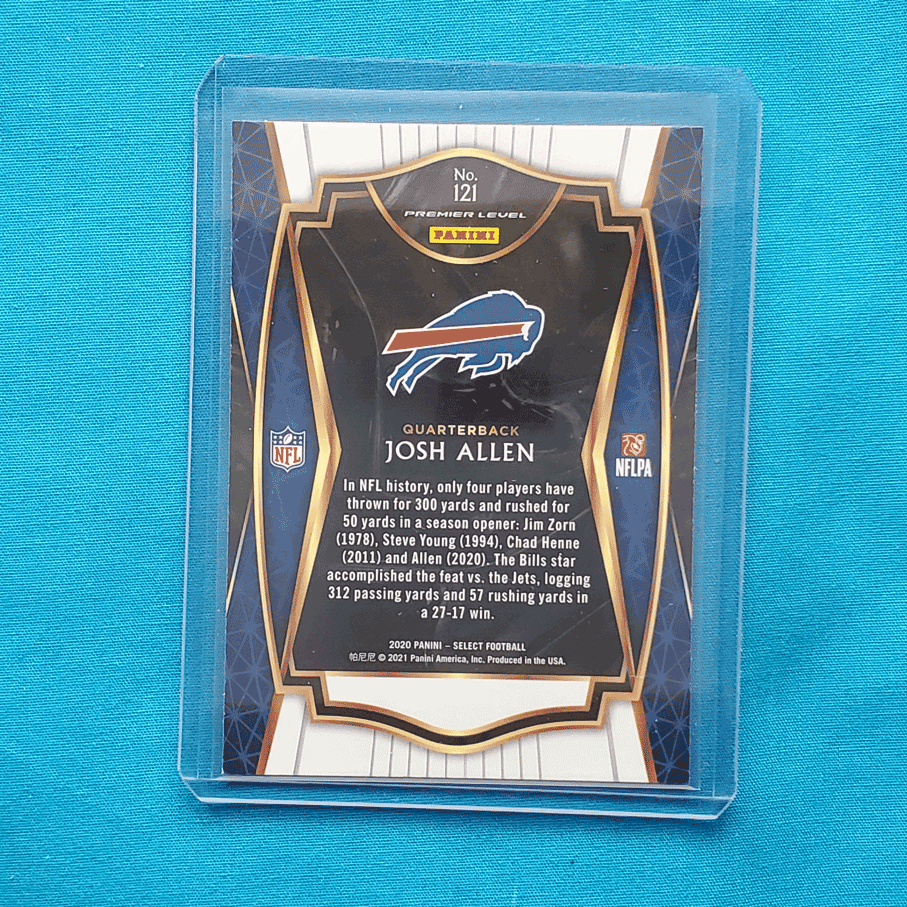 No.
121
PREMIER LEVEL
PANINI
QUARTERBACK
JOSH ALLEN
NFL
NFLPA
In NFL history, only four players have
thrown for 300 yards and rushed for
50 yards in a season opener: Jim Zorn
(1978), Steve Young (1994), Chad Henne
(2011) and Allen (2020). The Bills star
accomplished the feat vs. the Jets, logging
312 passing yards and 57 rushing yards in
a 27-17 win.
2020 PANINI – SELECT FOOTBALL
帕尼尼 © 2021 Panini America, Inc. Produced in the USA.